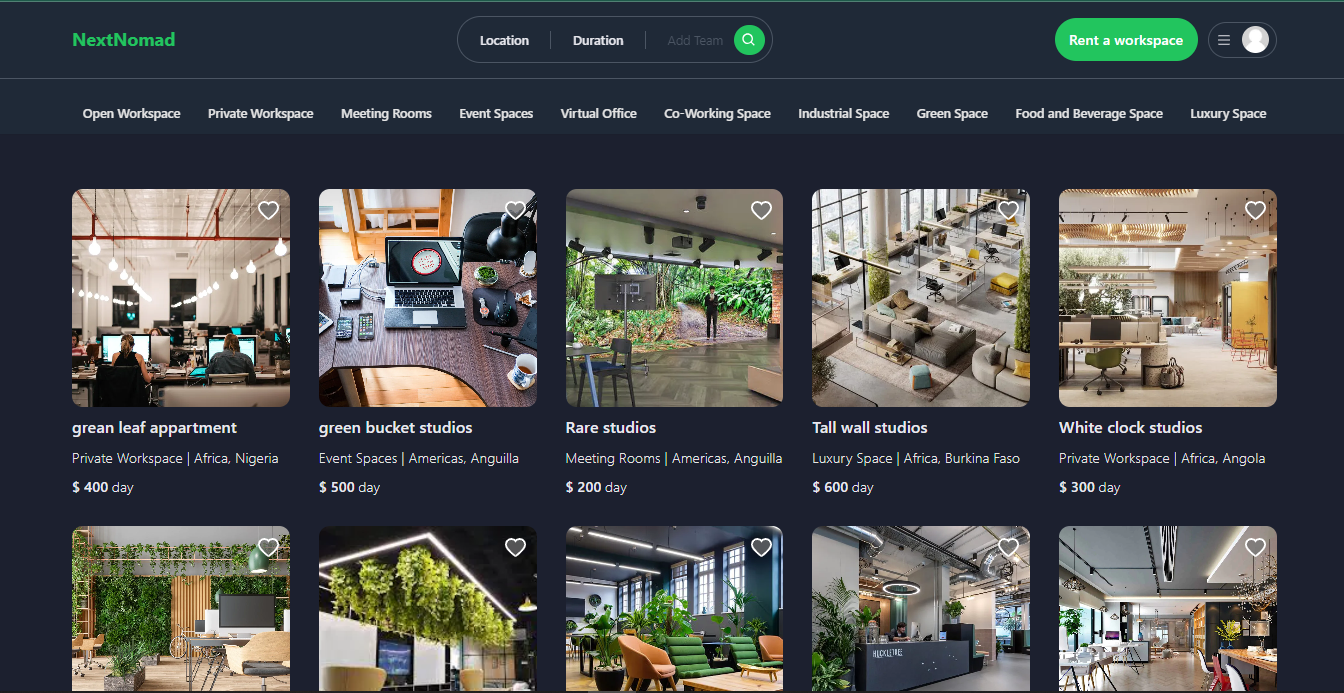 NextNomad
Location
Duration
Add Team
Rent a workspace
Open Workspace
Private Workspace
Meeting Rooms
Event Spaces
Virtual Office
Co-Working Space
Industrial Space
Green Space
Food and Beverage Space
Luxury Space
grean leaf appartment
Private Workspace | Africa, Nigeria
$ 400 day
green bucket studios
Event Spaces | Americas, Anguilla
$ 500 day
Rare studios
Meeting Rooms | Americas, Anguilla
$ 200 day
Tall wall studios
Luxury Space | Africa, Burkina Faso
$ 600 day
White clock studios
Private Workspace | Africa, Angola
$ 300 day
HUCKLETREE